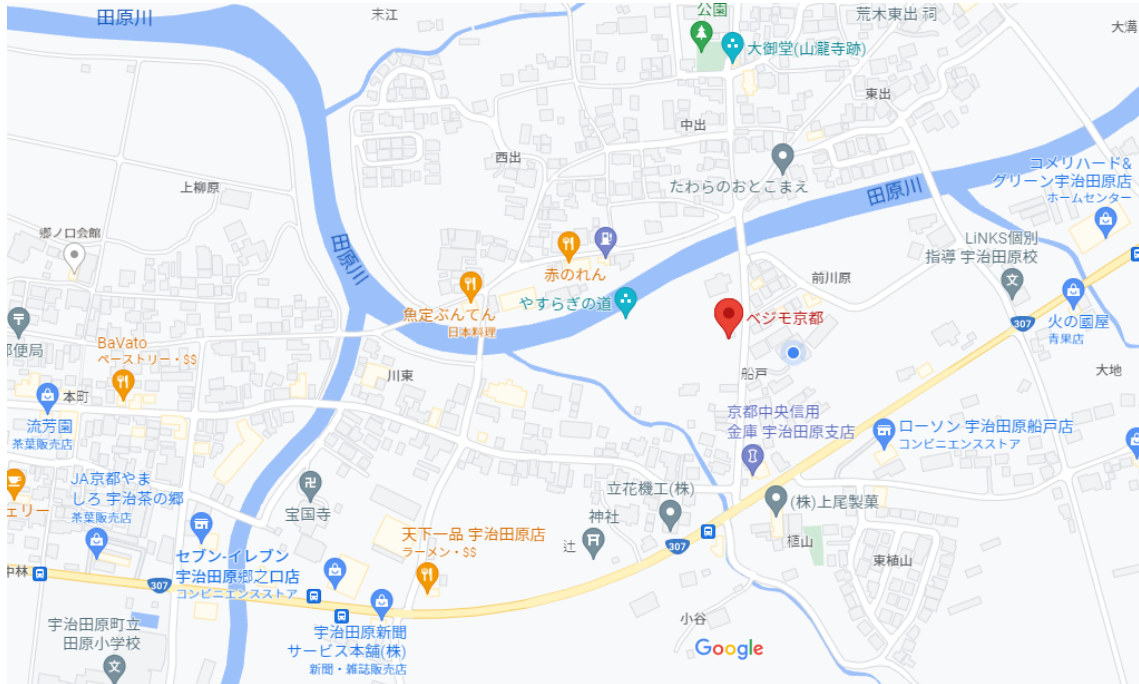 田原川
末江
公園
荒木東出 祠
大溝
大御堂(山瀧寺跡)
東出
中出
西出
たわらのおとこまえ
コメリハード&
グリーン宇治田原店
ホームセンター
上柳原
田原川
郷ノ口会館
田原川
LiNKS個別
指導 宇治田原校
赤のれん
前川原
やすらぎの道
魚定ぶんてん
日本料理
ベジモ京都
307
火の國屋
青果店
郵便局
BaVato
ペーストリー・$$
川東
船戸
大地
本町
流芳園
茶葉販売店
京都中央信用
金庫 宇治田原支店
ローソン 宇治田原船戸店
コンビニエンスストア
JA京都やま
しろ 宇治茶の郷
茶葉販売店
ェリー
宝国寺
立花機工(株)
(株)上尾製菓
神社
天下一品 宇治田原店
ラーメン・$$
辻
307
植山
東植山
セブン-イレブン
宇治田原郷之口店
コンビニエンスストア
中林
307
小谷
宇治田原町立
田原小学校
宇治田原新聞
サービス本舗(株)
新聞・雑誌販売店
Google